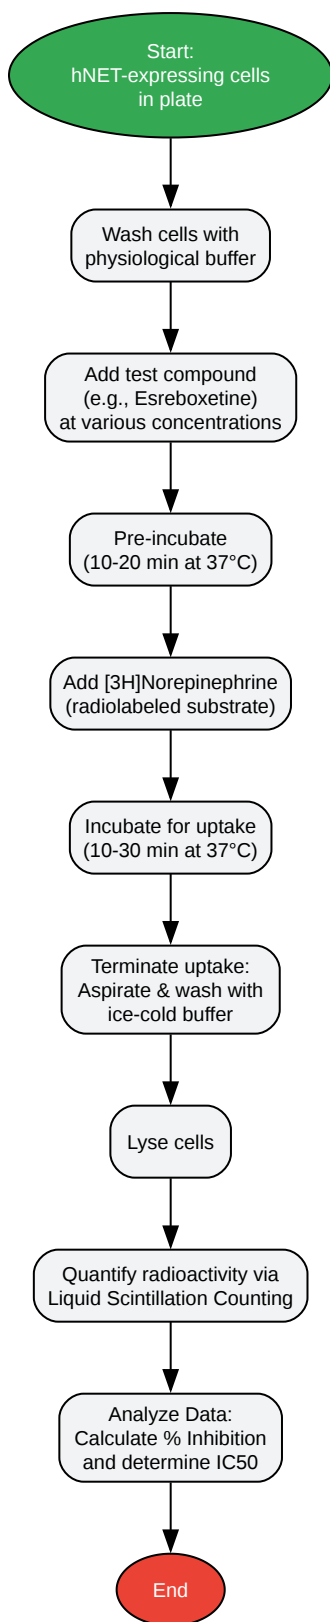 Start:
hNET-expressing cells
in plate
Wash cells with
physiological buffer
Add test compound
(e.g., Esreboxetine)
at various concentrations
Pre-incubate
(10-20 min at 37°C)
Add [3H]Norepinephrine
(radiolabeled substrate)
Incubate for uptake
(10-30 min at 37°C)
Terminate uptake:
Aspirate & wash with
ice-cold buffer
Lyse cells
Quantify radioactivity via
Liquid Scintillation Counting
Analyze Data:
Calculate % Inhibition
and determine IC50
End